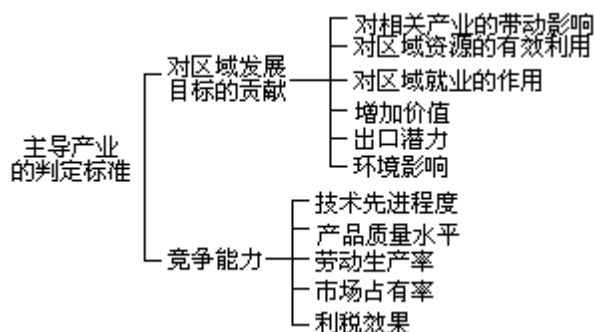 主导产业
的判定标准
对区域发展
目标的贡献
对相关产业的带动影响
对区域资源的有效利用
对区域就业的作用
增加价值
出口潜力
环境影响
竞争能力
技术先进程度
产品质量水平
劳动生产率
市场占有率
利税效果